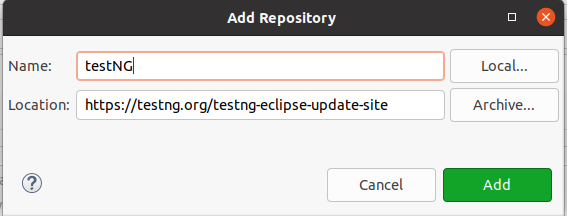 Add Repository
Name: testNG Local...
Location: https://testng.org/testng-eclipse-update-site Archive...
? Cancel Add